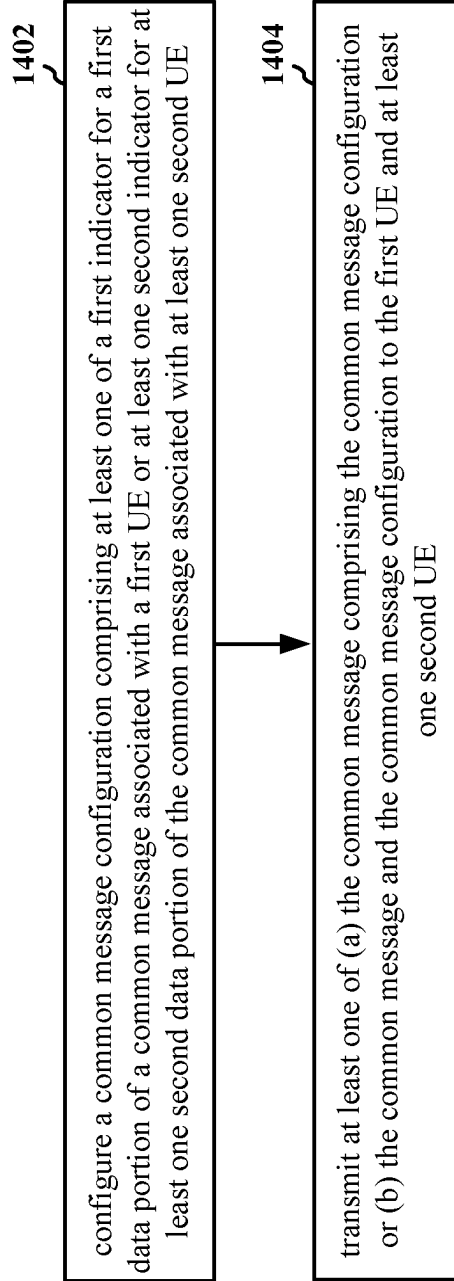 1402
configure a common message configuration comprising at least one of a first indicator for a first
data portion of a common message associated with a first UE or at least one second indicator for at
least one second data portion of the common message associated with at least one second UE
1404
transmit at least one of (a) the common message comprising the common message configuration
or (b) the common message and the common message configuration to the first UE and at least
one second UE